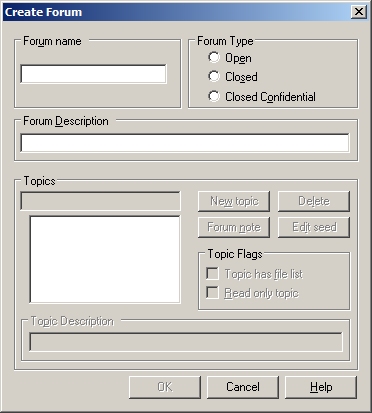 Create Forum
Forum name
Forum Type
Open
Closed
Closed Confidential
Forum Description
Topics
New topic
Delete
Forum note
Edit seed
Topic Flags
Topic has file list
Read only topic
Topic Description
OK
Cancel
Help